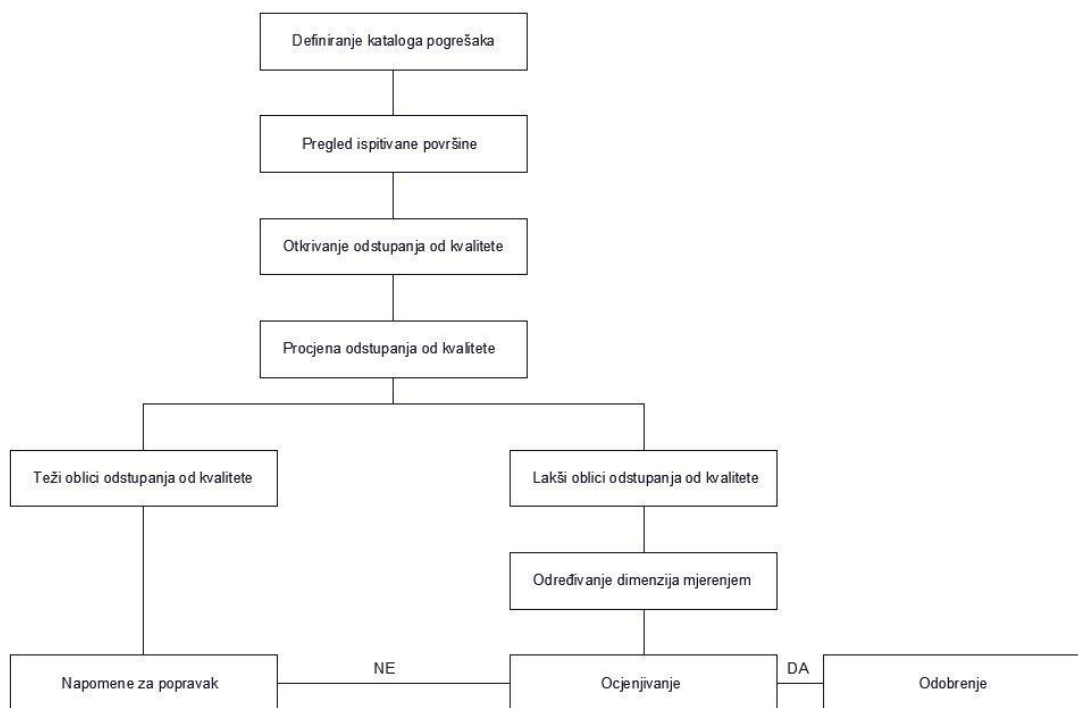 Definiranje kataloga pogrešaka
Pregled ispitivane površine
Otkrivanje odstupanja od kvalitete
Procjena odstupanja od kvalitete
Teži oblici odstupanja od kvalitete
Lakši oblici odstupanja od kvalitete
Određivanje dimenzija mjerenjem
Napomene za popravak
NE
Ocjenjivanje
DA
Odobrenje